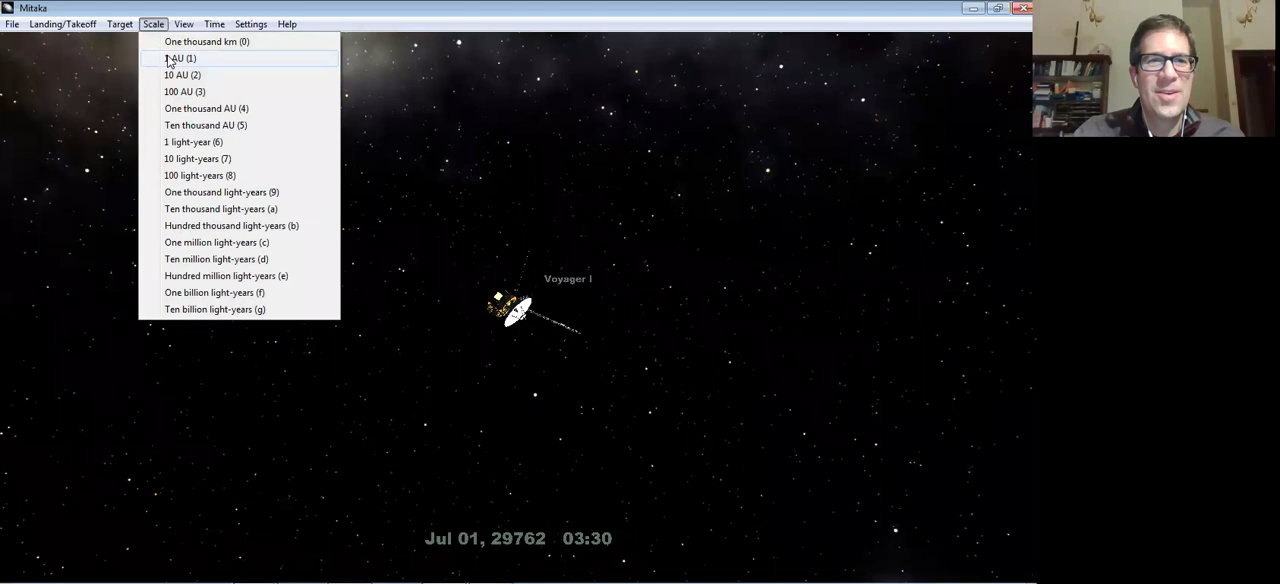 Mitaka
File Landing/Takeoff Target Scale View Time Settings Help
One thousand km (0)
1 AU (1)
10 AU (2)
100 AU (3)
One thousand AU (4)
Ten thousand AU (5)
1 light-year (6)
10 light-years (7)
100 light-years (8)
One thousand light-years (9)
Ten thousand light-years (a)
Hundred thousand light-years (b)
One million light-years (c)
Ten million light-years (d)
Hundred million light-years (e)
One billion light-years (f)
Ten billion light-years (g)
Voyager I
Jul 01, 29762 03:30